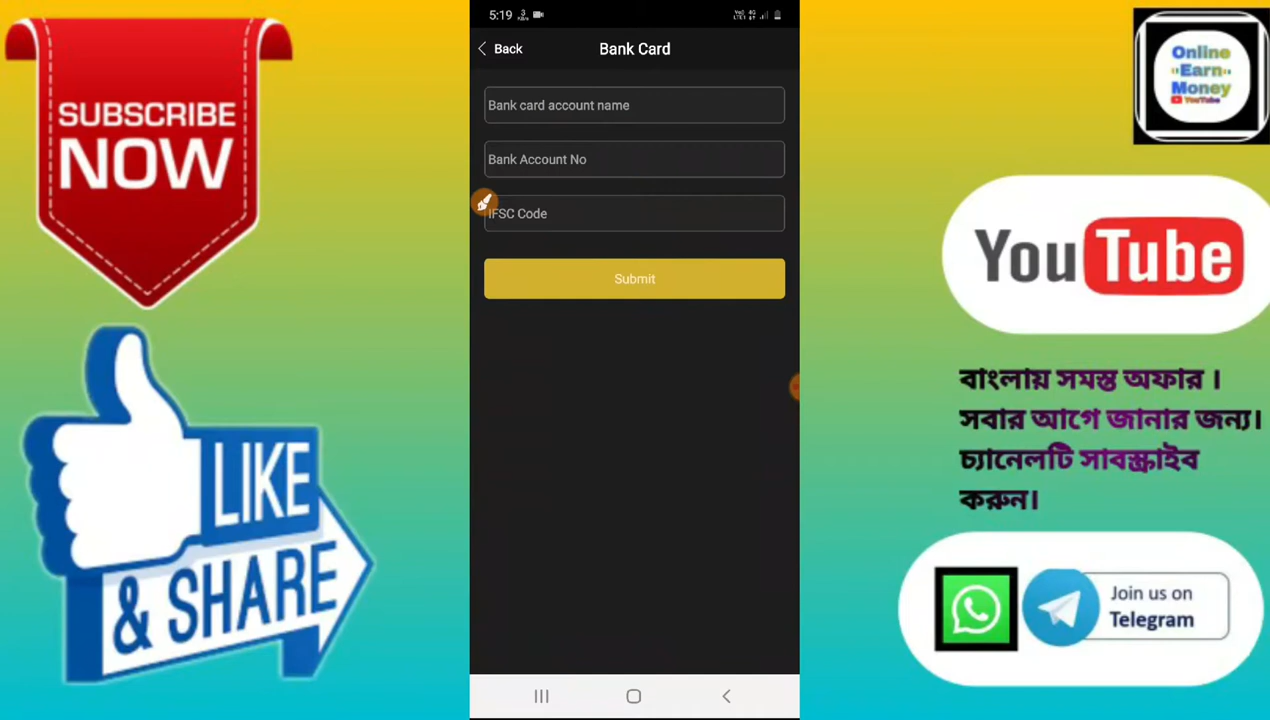 SUBSCRIBE
NOW
LIKE
& SHARE
5:19
Back
Bank Card
Bank card account name
Bank Account No
IFSC Code
Submit
Online
Earn
Money
YouTube
YouTube
বাংলায় সমস্ত অফার ।
সবার আগে জানার জন্য।
চ্যানেলটি সাবস্ক্রাইব
করুন।
Join us on
Telegram